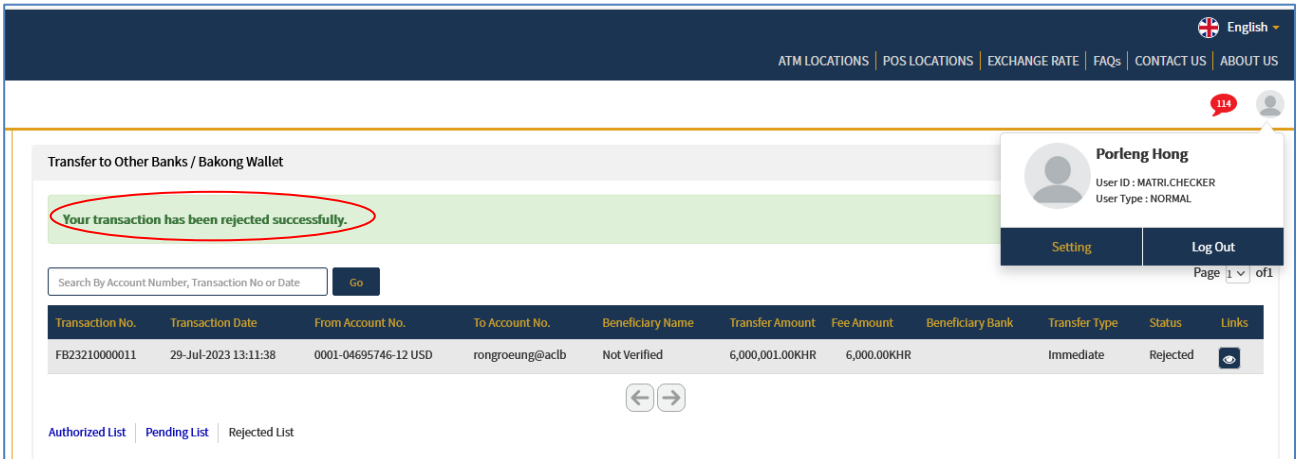 English
ATM LOCATIONS POS LOCATIONS EXCHANGE RATE FAQs CONTACT US ABOUT US
114
Porleng Hong
User ID : MATRI.CHECKER
User Type : NORMAL
Setting Log Out
Transfer to Other Banks / Bakong Wallet
Your transaction has been rejected successfully.
Search By Account Number, Transaction No or Date Go
Page 1 of1
Transaction No. Transaction Date From Account No. To Account No. Beneficiary Name Transfer Amount Fee Amount Beneficiary Bank Transfer Type Status Links
FB23210000011 29-Jul-2023 13:11:38 0001-04695746-12 USD rongroeung@aclb Not Verified 6,000,001.00KHR 6,000.00KHR Immediate Rejected
Authorized List Pending List Rejected List